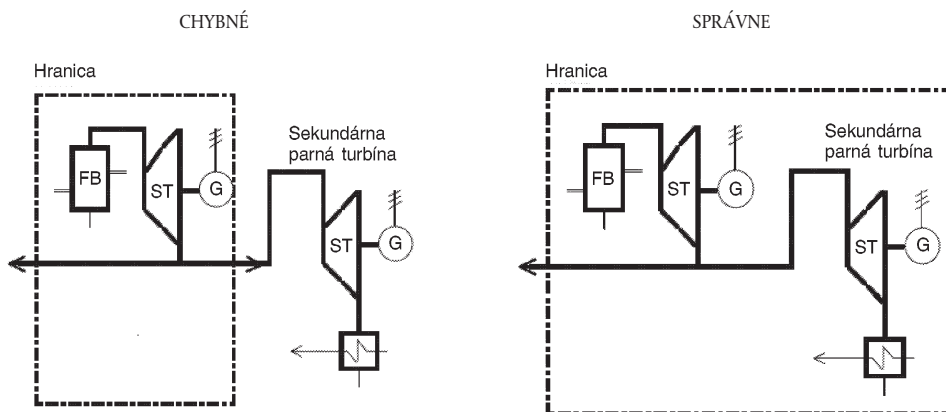 CHYBNÉ
Hranica
Sekundárna
parná turbína
FB
ST
G
ST
G
SPRÁVNE
Hranica
Sekundárna
parná turbína
FB
ST
G
ST
G